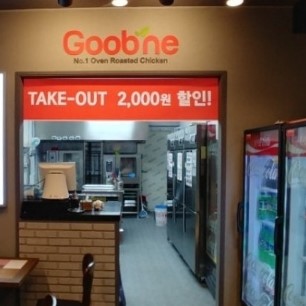 Goobne
No.1 Oven Roasted Chicken
TAKE-OUT 2,000원 할인!